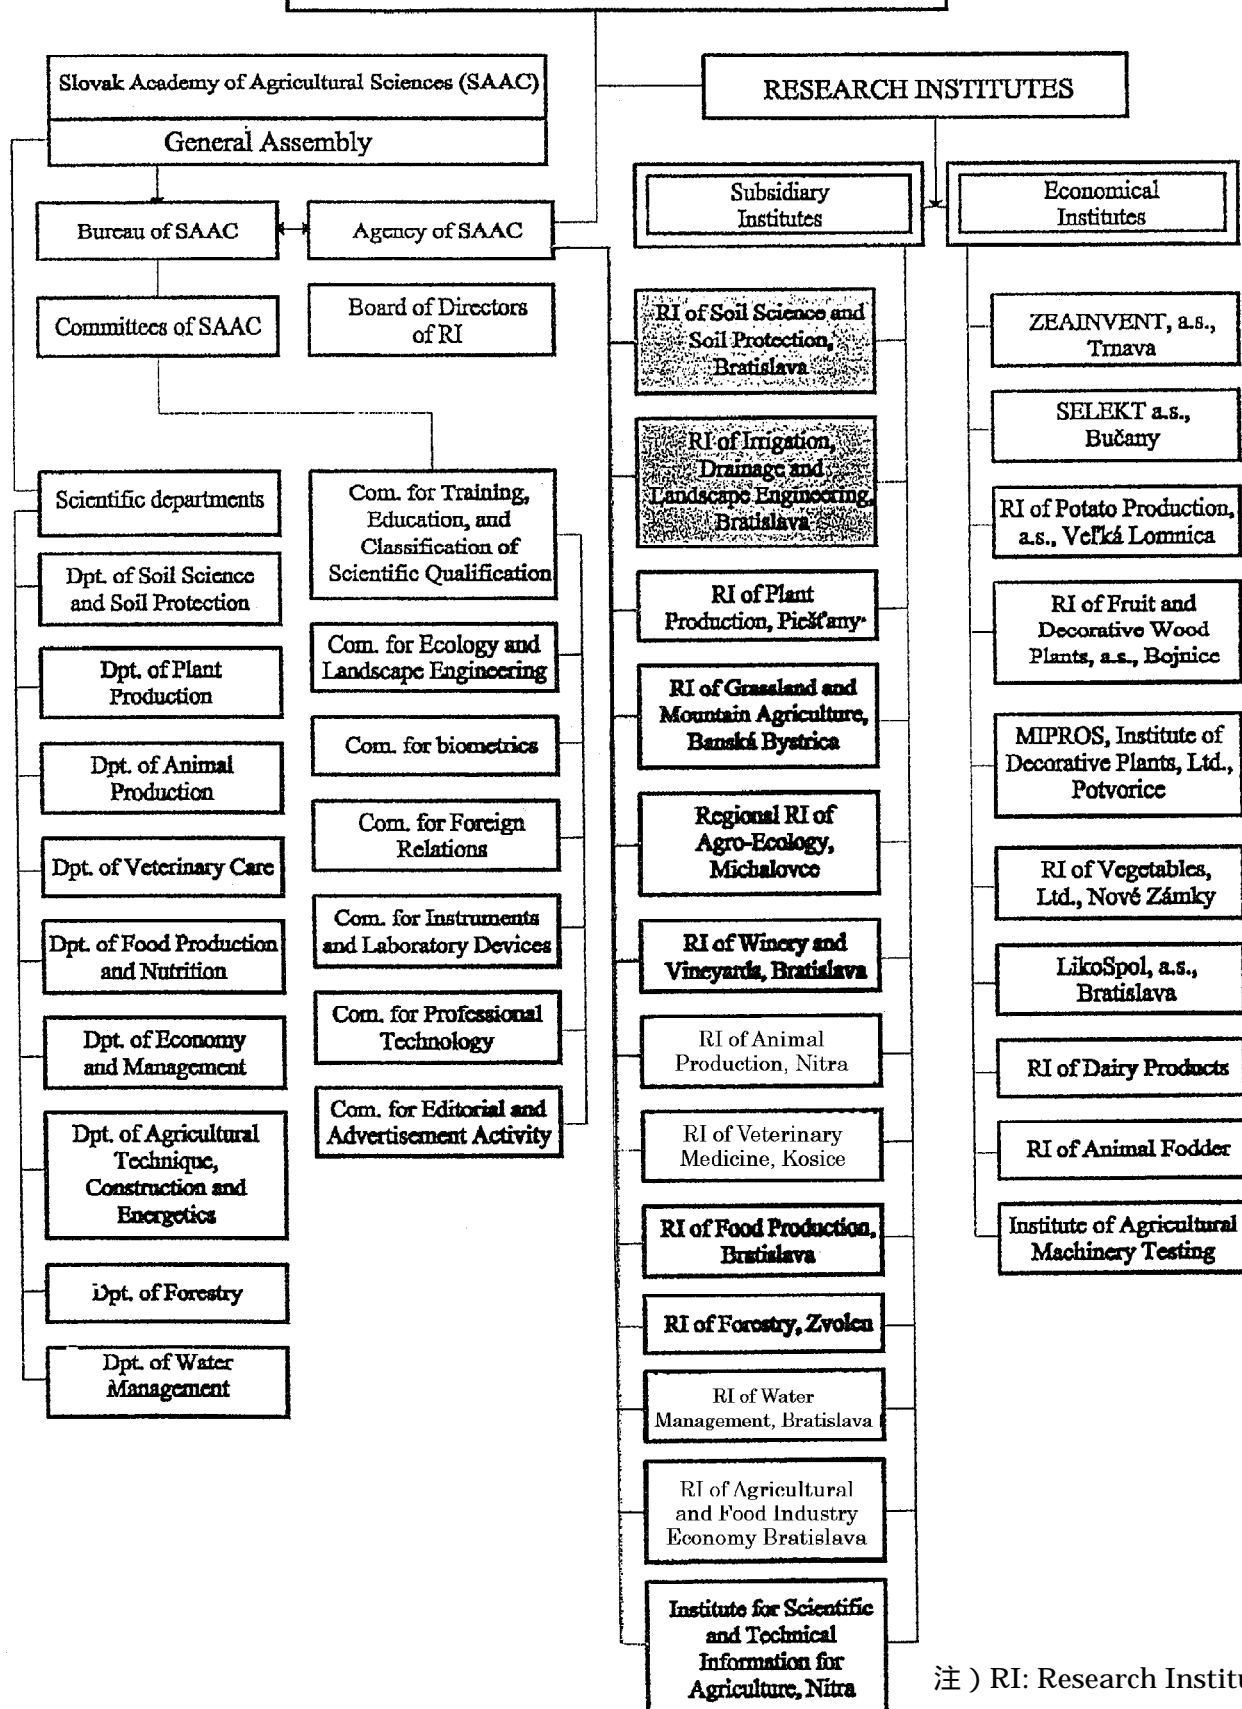 Slovak Academy of Agricultural Sciences (SAAC)
General Assembly
RESEARCH INSTITUTES
Bureau of SAAC
Agency of SAAC
Subsidiary
Institutes
Economical
Institutes
Committees of SAAC
Board of Directors
of RI
Scientific departments
Dpt. of Soil Science
and Soil Protection
Dpt. of Plant
Production
Dpt. of Animal
Production
Dpt. of Veterinary Care
Dpt. of Food Production
and Nutrition
Dpt. of Economy
and Management
Dpt. of Agricultural
Technique,
Construction and
Energetics
Dpt. of Forestry
Dpt. of Water
Management
Com. for Training,
Education, and
Classification of
Scientific Qualification
Com. for Ecology and
Landscape Engineering
Com. for biometrics
Com. for Foreign
Relations
Com. for Instruments
and Laboratory Devices
Com. for Professional
Technology
Com. for Editorial and
Advertisement Activity
RI of Soil Science and
Soil Protection,
Bratislava
RI of Irrigation,
Drainage and
Landscape Engineering,
Bratislava
RI of Plant
Production, Piešťany
RI of Grassland and
Mountain Agriculture,
Banská Bystrica
Regional RI of
Agro-Ecology,
Michalovce
RI of Winery and
Vineyards, Bratislava
RI of Animal
Production, Nitra
RI of Veterinary
Medicine, Kosice
RI of Food Production,
Bratislava
RI of Forestry, Zvolen
RI of Water
Management, Bratislava
RI of Agricultural
and Food Industry
Economy Bratislava
Institute for Scientific
and Technical
Information for
Agriculture, Nitra
ZEAINVENT, a.s.,
Trnava
SELEKT a.s.,
Bučany
RI of Potato Production,
a.s., Veľká Lomnica
RI of Fruit and
Decorative Wood
Plants, a.s., Bojnice
MIPROS, Institute of
Decorative Plants, Ltd.,
Potvorice
RI of Vegetables,
Ltd., Nové Zámky
LikoSpol, a.s.,
Bratislava
RI of Dairy Products
RI of Animal Fodder
Institute of Agricultural
Machinery Testing
注）RI: Research Institu